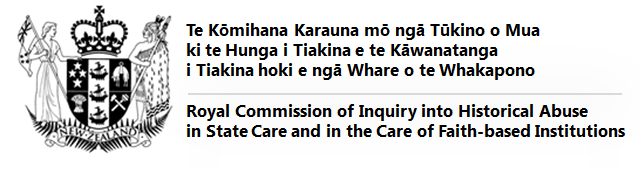 Te Kōmihana Karauna mō ngā Tūkino o Mua
ki te Hunga i Tiakina e te Kāwanatanga
i Tiakina hoki e ngā Whare o te Whakapono
Royal Commission of Inquiry into Historical Abuse
in State Care and in the Care of Faith-based Institutions
NEW ZEALAND